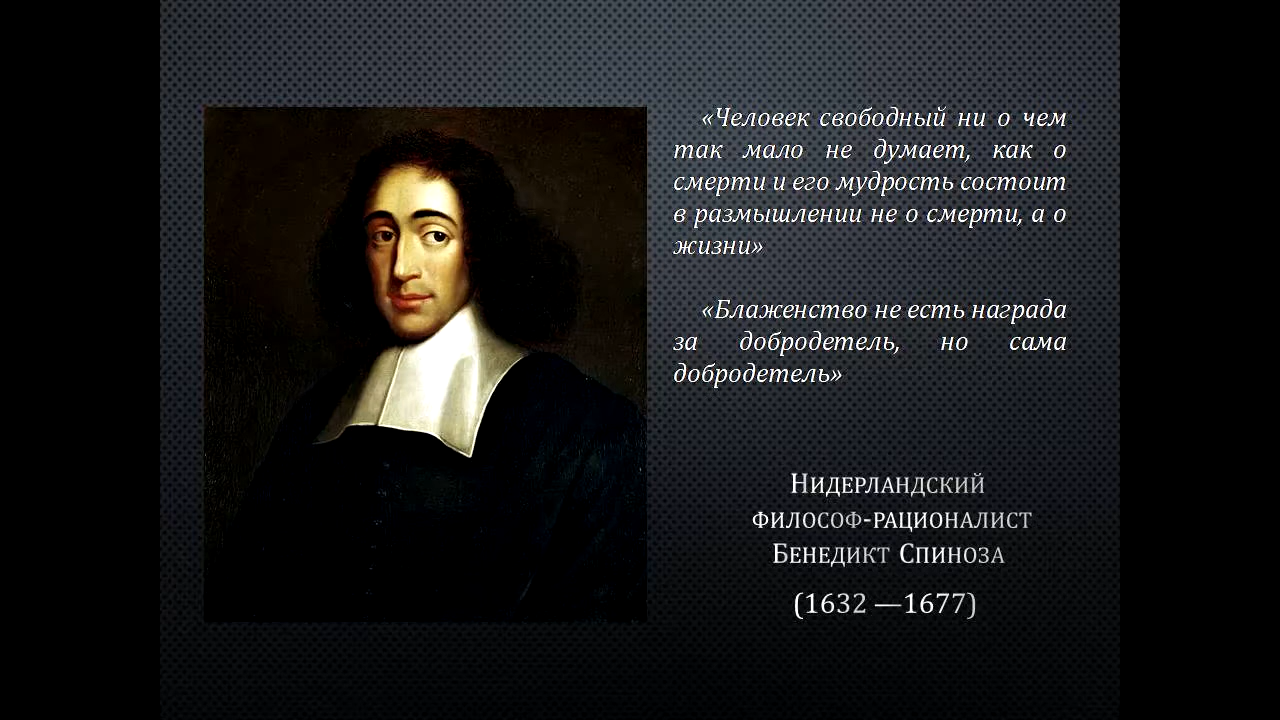 «Человек свободный ни о чем
так мало не думает, как о
смерти и его мудрость состоит
в размышлении не о смерти, а о
жизни»
«Блаженство не есть награда
за добродетель, но сама
добродетель»
Нидерландский
философ-рационалист
Бенедикт Спиноза
(1632 —1677)